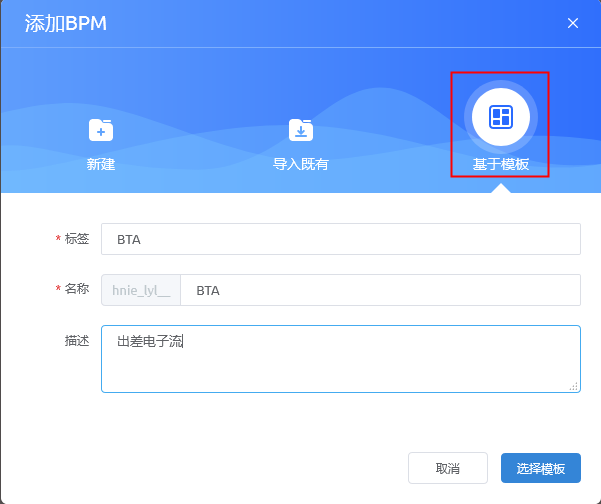 添加BPM
新建
导入既有
基于模板
* 标签 BTA
* 名称 hnie_lyl__ BTA
描述 出差电子流
取消 选择模板